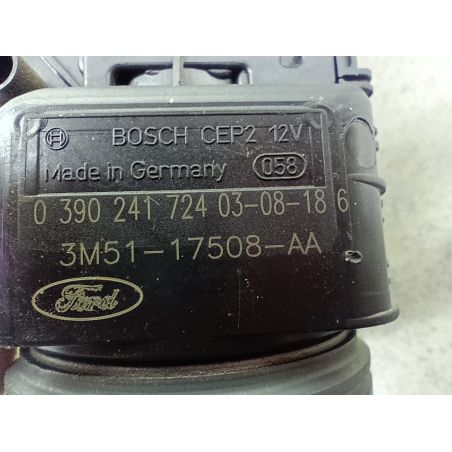 BOSCH CEP2 12V
Made in Germany 058
0 390 241 724 03-08-18 6
3M51-17508-AA
Ford